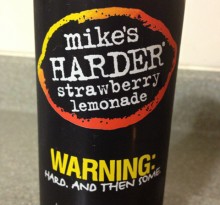 mike's
HARDER®
strawberry
lemonade
WARNING:
HARD. AND THEN SOME.